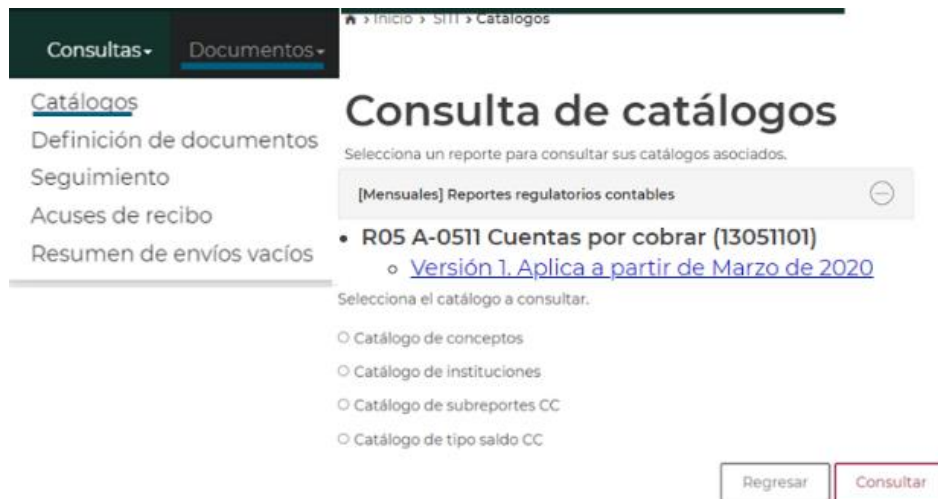 Inicio > SITI > Catálogos
Consultas
Documentos
Catálogos
Definición de documentos
Seguimiento
Acuses de recibo
Resumen de envíos vacíos
Consulta de catálogos
Selecciona un reporte para consultar sus catálogos asociados.
[Mensuales] Reportes regulatorios contables
• R05 A-0511 Cuentas por cobrar (13051101)
Versión 1. Aplica a partir de Marzo de 2020
Selecciona el catálogo a consultar.
Catálogo de conceptos
Catálogo de instituciones
Catálogo de subreportes CC
Catálogo de tipo saldo CC
Regresar
Consultar